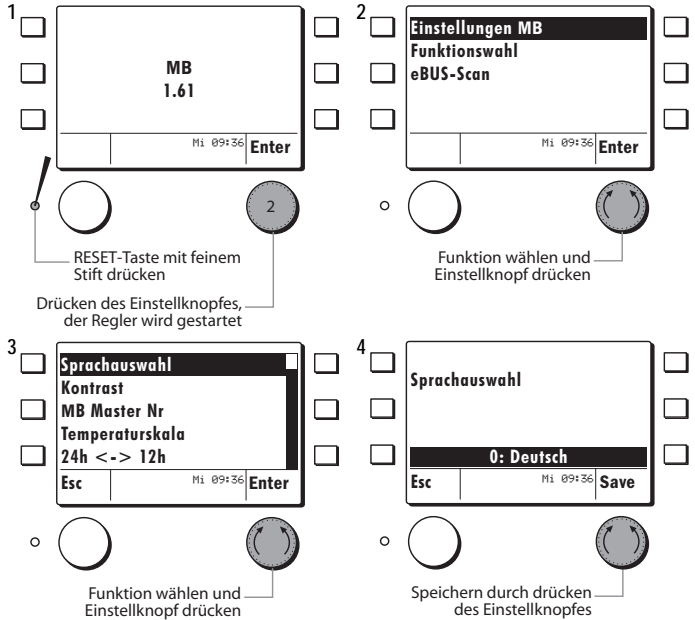 1
MB
1.61
Mi 09:36 Enter
2
RESET-Taste mit feinem
Stift drücken
Drücken des Einstellknopfes,
der Regler wird gestartet
2
Einstellungen MB
Funktionswahl
eBUS-Scan
Mi 09:36 Enter
Funktion wählen und
Einstellknopf drücken
3
Sprachauswahl
Kontrast
MB Master Nr
Temperaturskala
24h <-> 12h
Esc Mi 09:36 Enter
Funktion wählen und
Einstellknopf drücken
4
Sprachauswahl
0: Deutsch
Esc Mi 09:36 Save
Speichern durch drücken
des Einstellknopfes